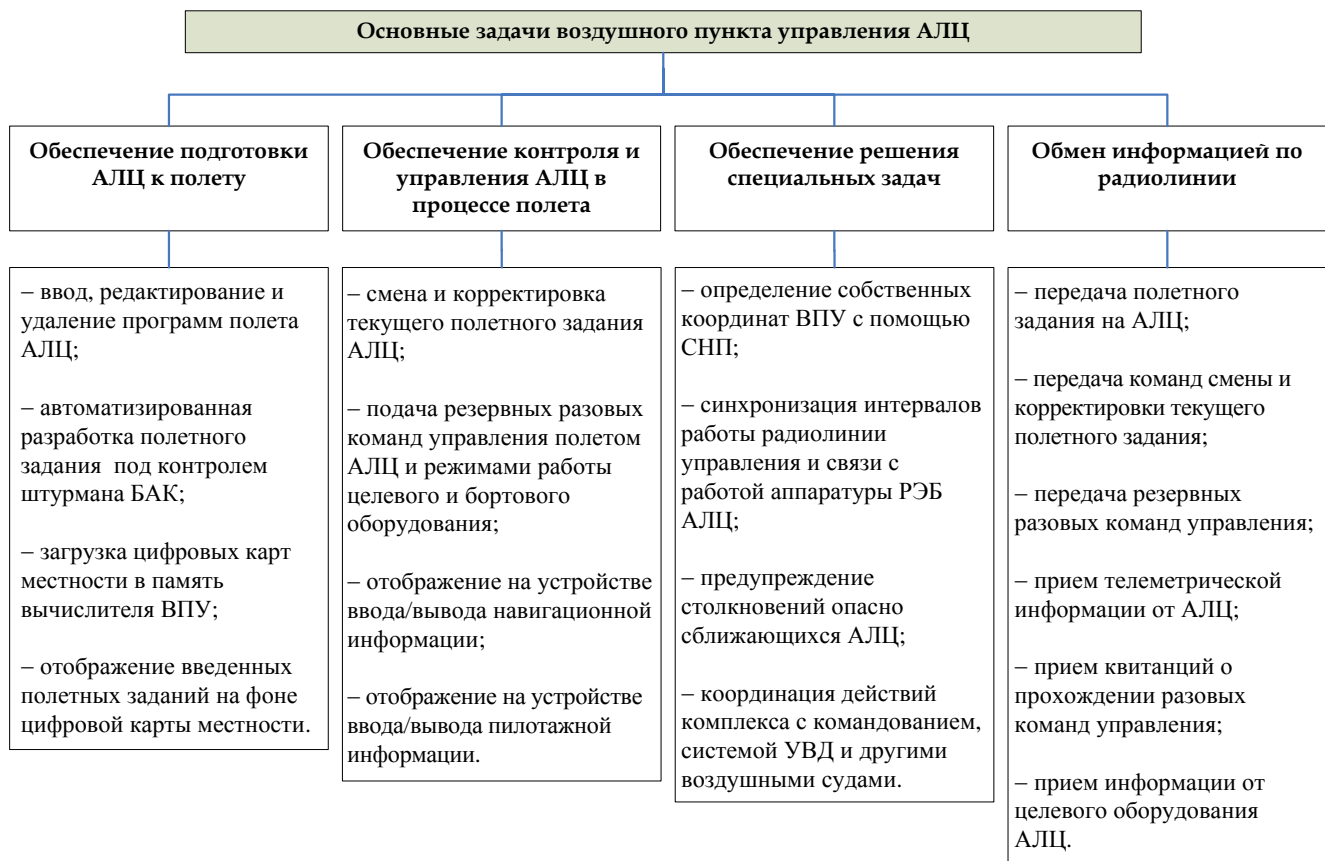 Основные задачи воздушного пункта управления АЛЦ
Обеспечение подготовки
АЛЦ к полету
Обеспечение контроля и
управления АЛЦ в
процессе полета
Обеспечение решения
специальных задач
Обмен информацией по
радиолинии
– ввод, редактирование и
удаление программ полета
АЛЦ;
– автоматизированная
разработка полетного
задания под контролем
штурмана БАК;
– загрузка цифровых карт
местности в память
вычислителя ВПУ;
– отображение введенных
полетных заданий на фоне
цифровой карты местности.
– смена и корректировка
текущего полетного задания
АЛЦ;
– подача резервных разовых
команд управления полетом
АЛЦ и режимами работы
целевого и бортового
оборудования;
– отображение на устройстве
ввода/вывода навигационной
информации;
– отображение на устройстве
ввода/вывода пилотажной
информации.
– определение собственных
координат ВПУ с помощью
СНП;
– синхронизация интервалов
работы радиолинии
управления и связи с
работой аппаратуры РЭБ
АЛЦ;
– предупреждение
столкновений опасно
сближающихся АЛЦ;
– координация действий
комплекса с командованием,
системой УВД и другими
воздушными судами.
– передача полетного
задания на АЛЦ;
– передача команд смены и
корректировки текущего
полетного задания;
– передача резервных
разовых команд управления;
– прием телеметрической
информации от АЛЦ;
– прием квитанций о
прохождении разовых
команд управления;
– прием информации от
целевого оборудования
АЛЦ.